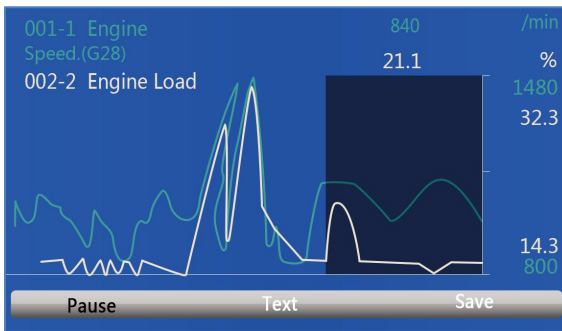 001-1 Engine 840 /min
Speed.(G28)
21.1 %
002-2 Engine Load 1480
32.3
14.3
800
Pause Text Save